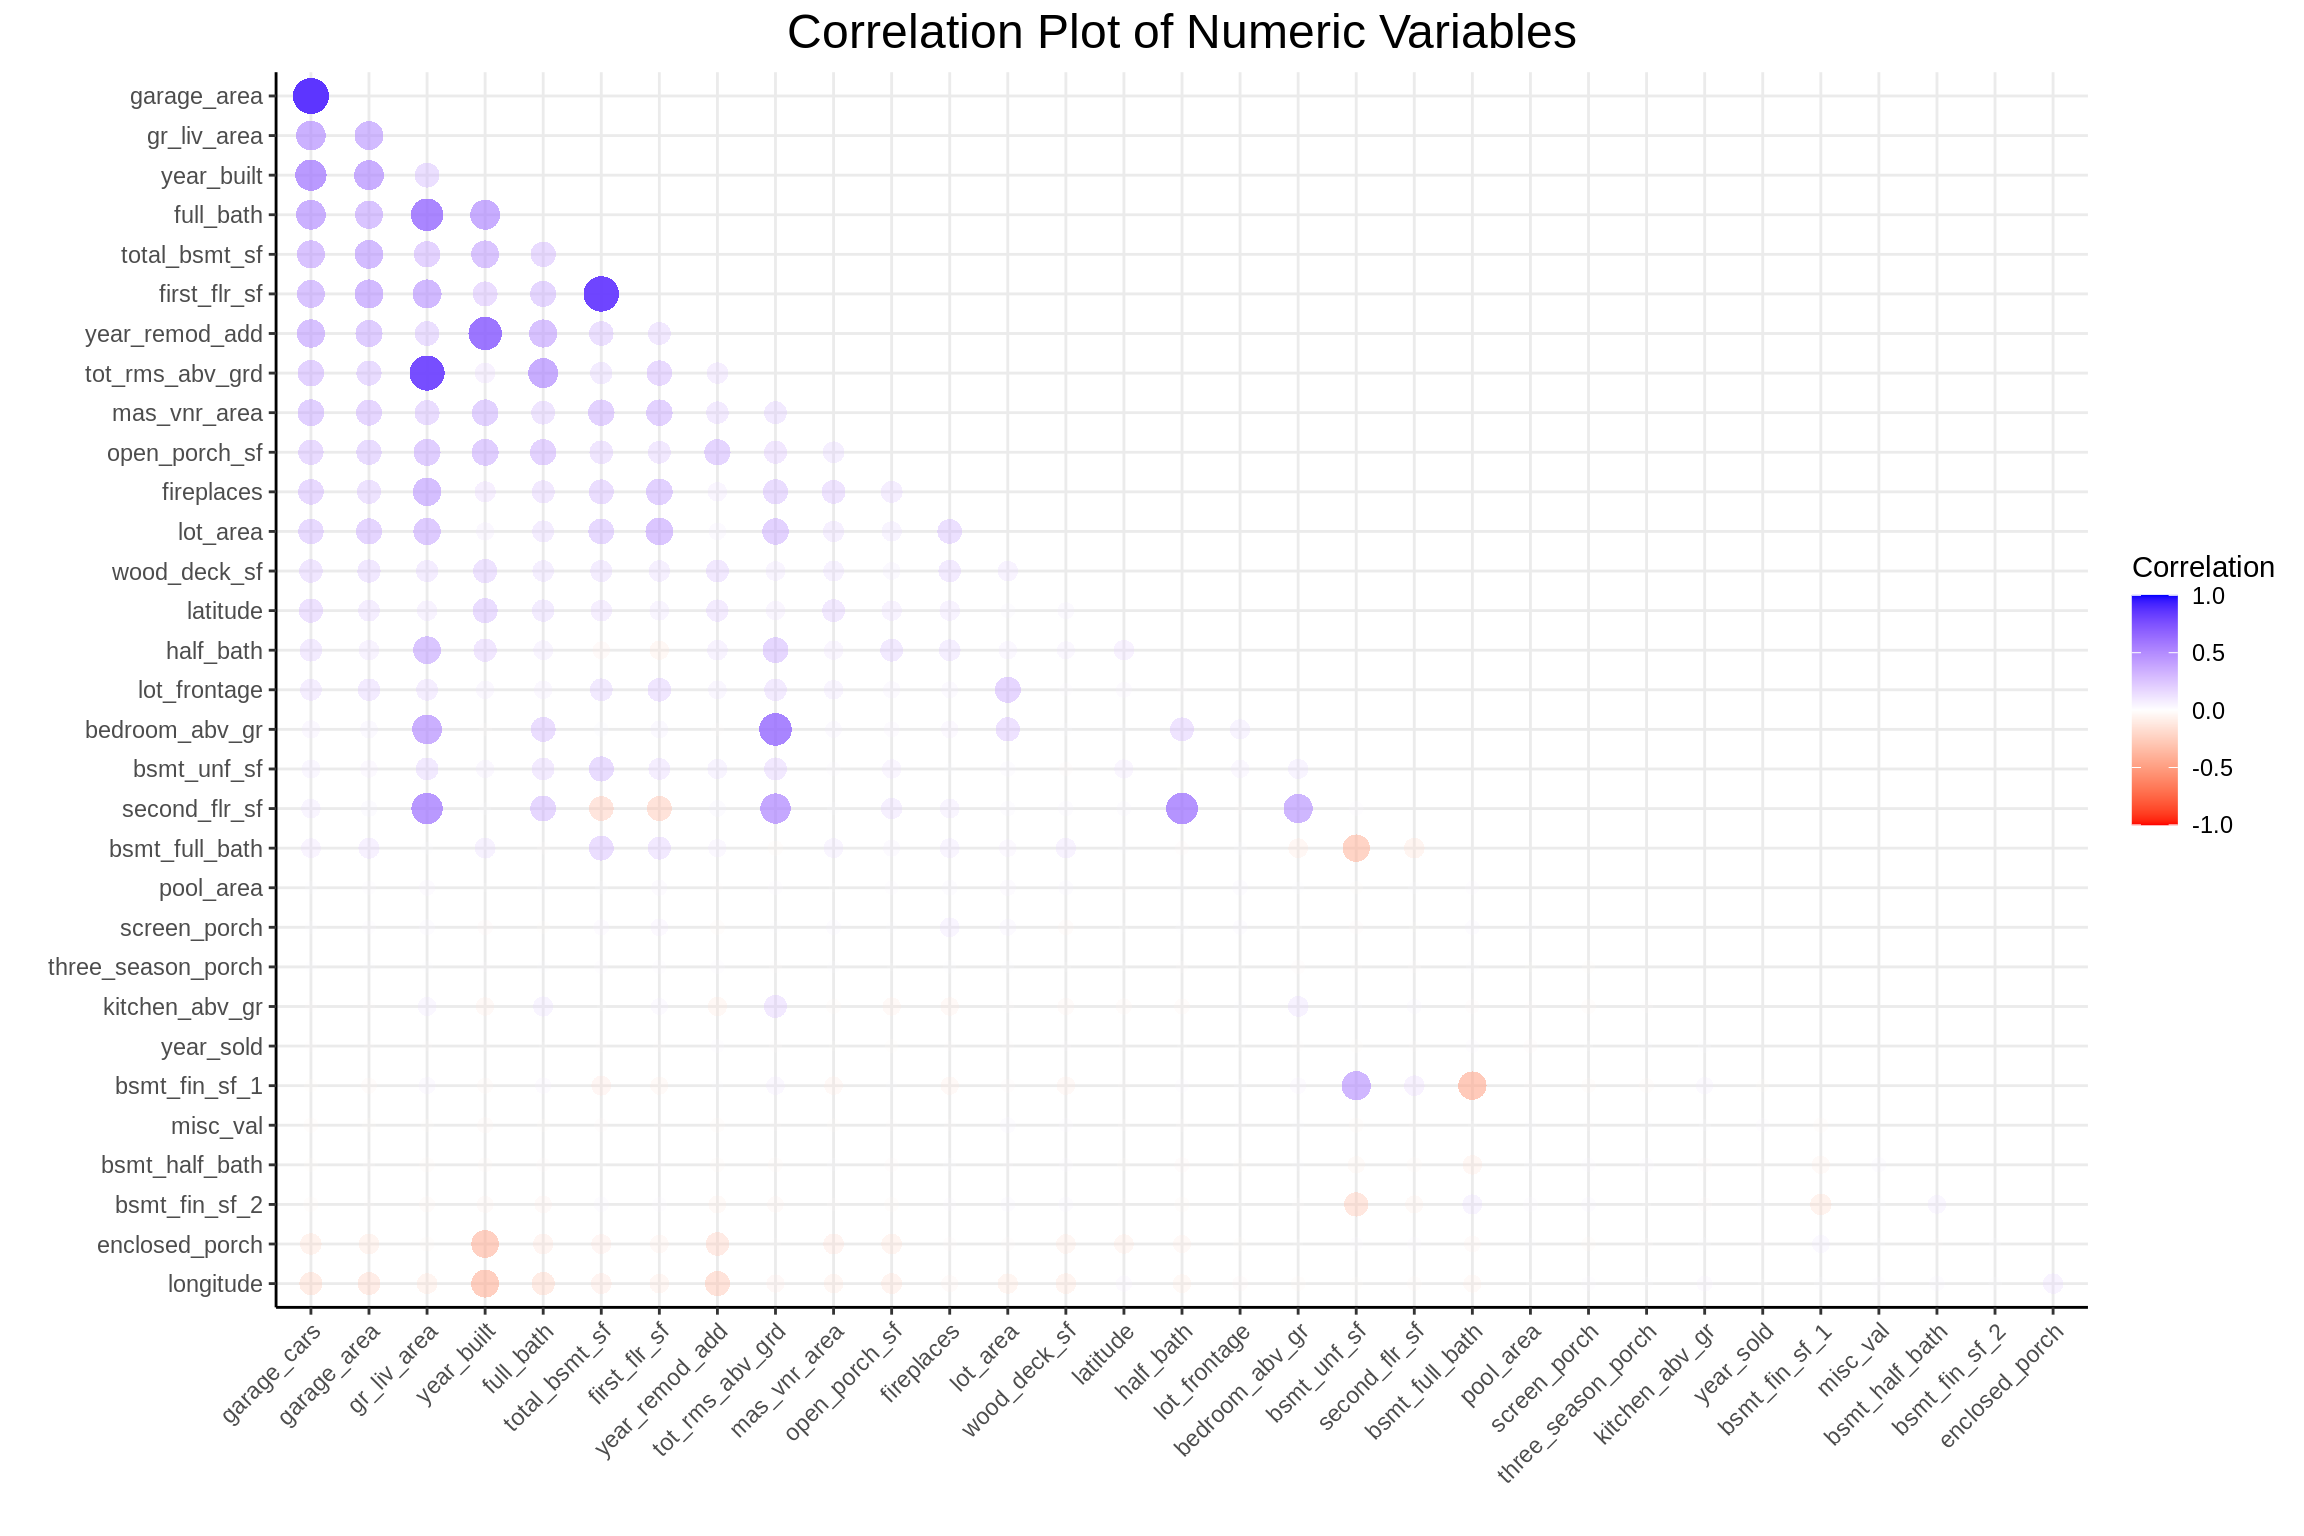 Correlation Plot of Numeric Variables
garage_area
gr_liv_area
year_built
full_bath
total_bsmt_sf
first_flr_sf
year_remod_add
tot_rms_abv_grd
mas_vnr_area
open_porch_sf
fireplaces
lot_area
wood_deck_sf
latitude
half_bath
lot_frontage
bedroom_abv_gr
bsmt_unf_sf
second_flr_sf
bsmt_full_bath
pool_area
screen_porch
three_season_porch
kitchen_abv_gr
year_sold
bsmt_fin_sf_1
misc_val
bsmt_half_bath
bsmt_fin_sf_2
enclosed_porch
longitude
garage_cars
garage_area
gr_liv_area
year_built
full_bath
total_bsmt_sf
first_flr_sf
year_remod_add
tot_rms_abv_grd
mas_vnr_area
open_porch_sf
fireplaces
lot_area
wood_deck_sf
latitude
half_bath
lot_frontage
bedroom_abv_gr
bsmt_unf_sf
second_flr_sf
bsmt_full_bath
pool_area
screen_porch
three_season_porch
kitchen_abv_gr
year_sold
bsmt_fin_sf_1
misc_val
bsmt_half_bath
bsmt_fin_sf_2
enclosed_porch
Correlation
1.0
0.5
0.0
-0.5
-1.0